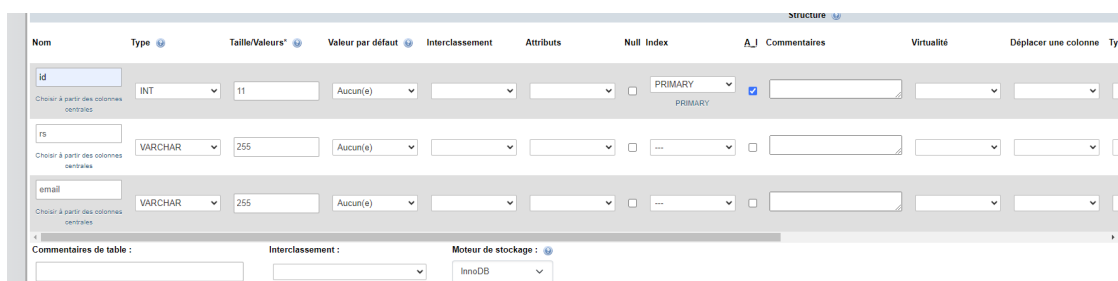 Structure
Nom Type Taille/Valeurs* Valeur par défaut Interclassement Attributs Null Index A_I Commentaires Virtualité Déplacer une colonne Ty
id
Choisir à partir des colonnes
centrales
INT 11 Aucun(e) PRIMARY
PRIMARY
rs
Choisir à partir des colonnes
centrales
VARCHAR 255 Aucun(e) ---
email
Choisir à partir des colonnes
centrales
VARCHAR 255 Aucun(e) ---
Commentaires de table : Interclassement : Moteur de stockage :
InnoDB